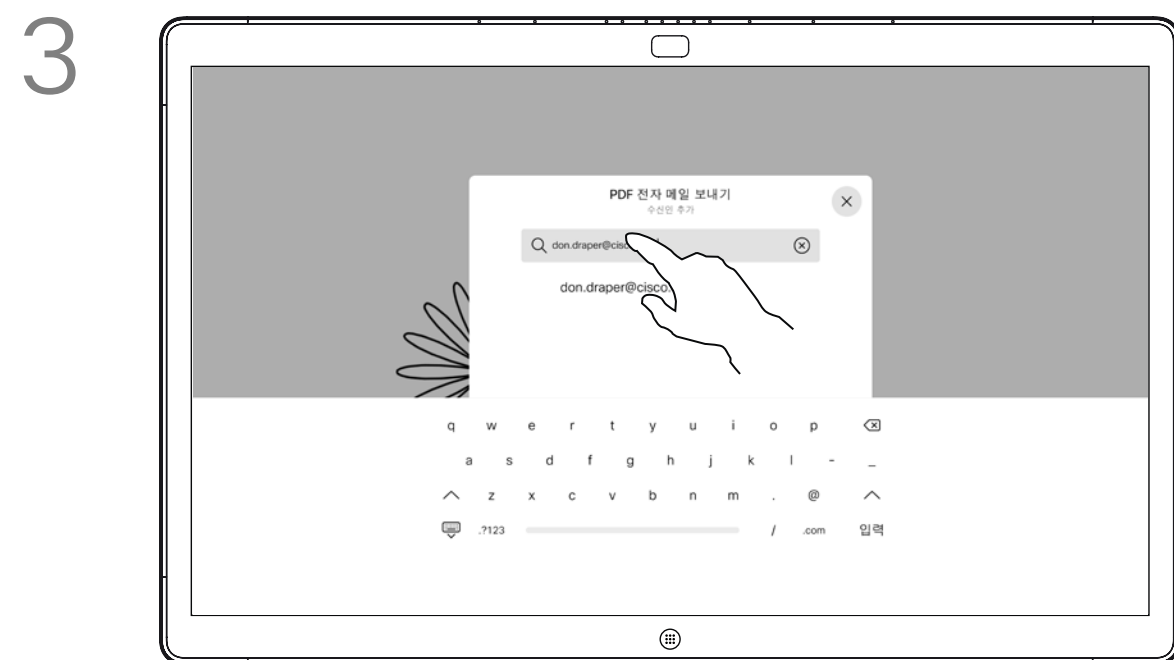 3
PDF 전자 메일 보내기
수신인 추가
don.draper@cisc
don.draper@cisco.
q w e r t y u i o p
a s d f g h j k l - _
z x c v b n m . @
.?123 / .com 입력